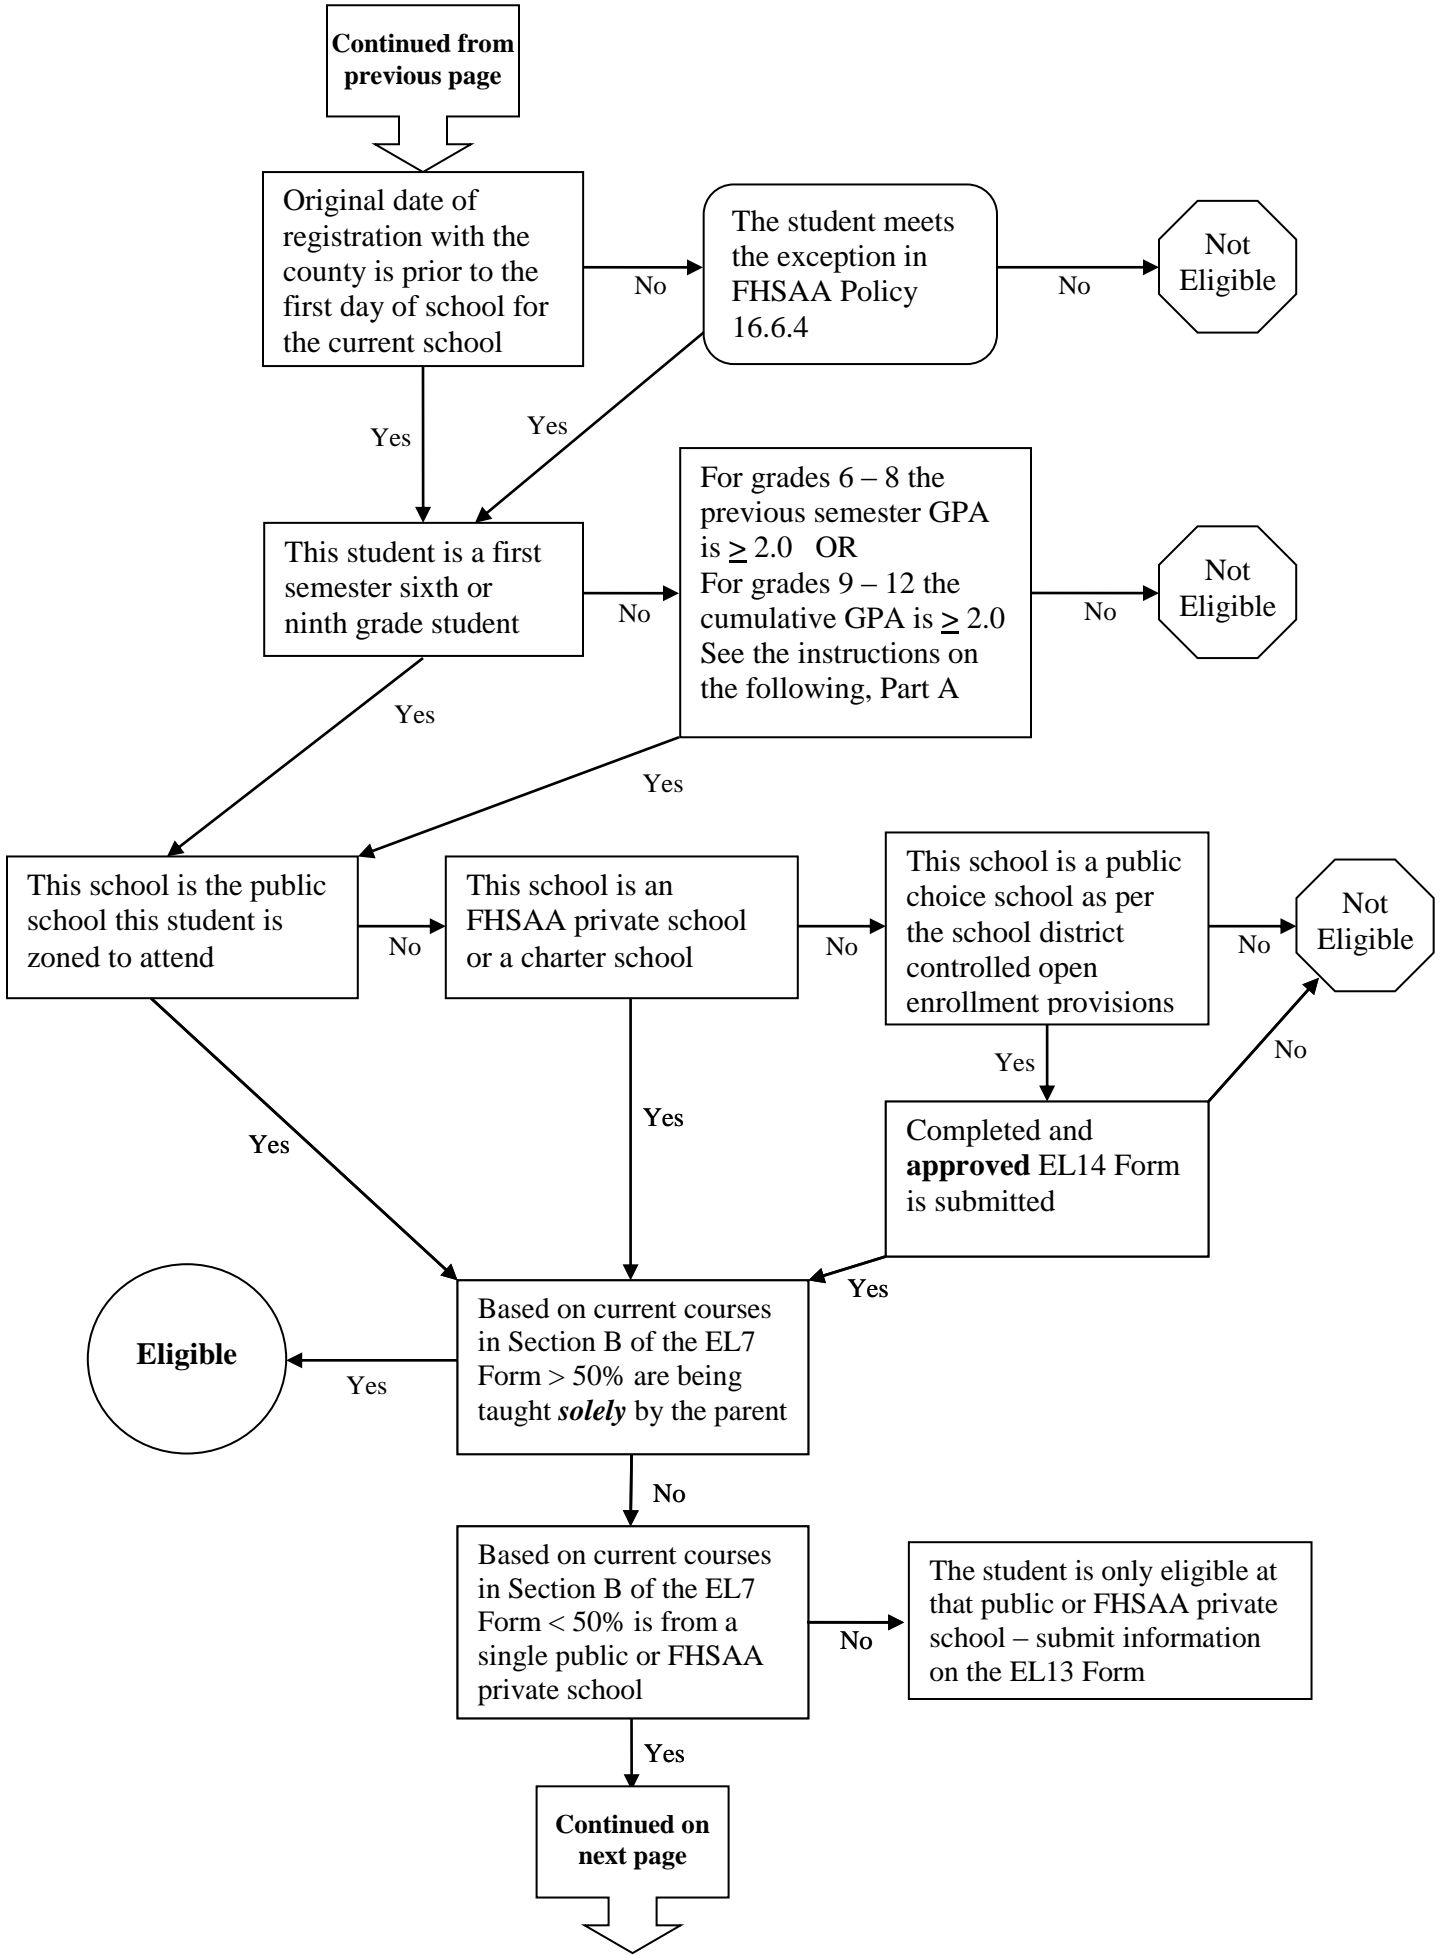 Continued from
previous page
Original date of
registration with the
county is prior to the
first day of school for
the current school
No
The student meets
the exception in
FHSAA Policy
16.6.4
No
Not
Eligible
Yes
Yes
This student is a first
semester sixth or
ninth grade student
No
For grades 6 – 8 the
previous semester GPA
is ≥ 2.0 OR
For grades 9 – 12 the
cumulative GPA is ≥ 2.0
See the instructions on
the following, Part A
No
Not
Eligible
Yes
Yes
This school is the public
school this student is
zoned to attend
No
This school is an
FHSAA private school
or a charter school
No
This school is a public
choice school as per
the school district
controlled open
enrollment provisions
No
Not
Eligible
Yes
No
Yes
Yes
Completed and
approved EL14 Form
is submitted
Yes
Based on current courses
in Section B of the EL7
Form > 50% are being
taught solely by the parent
Yes
Eligible
No
Based on current courses
in Section B of the EL7
Form < 50% is from a
single public or FHSAA
private school
No
The student is only eligible at
that public or FHSAA private
school – submit information
on the EL13 Form
Yes
Continued on
next page